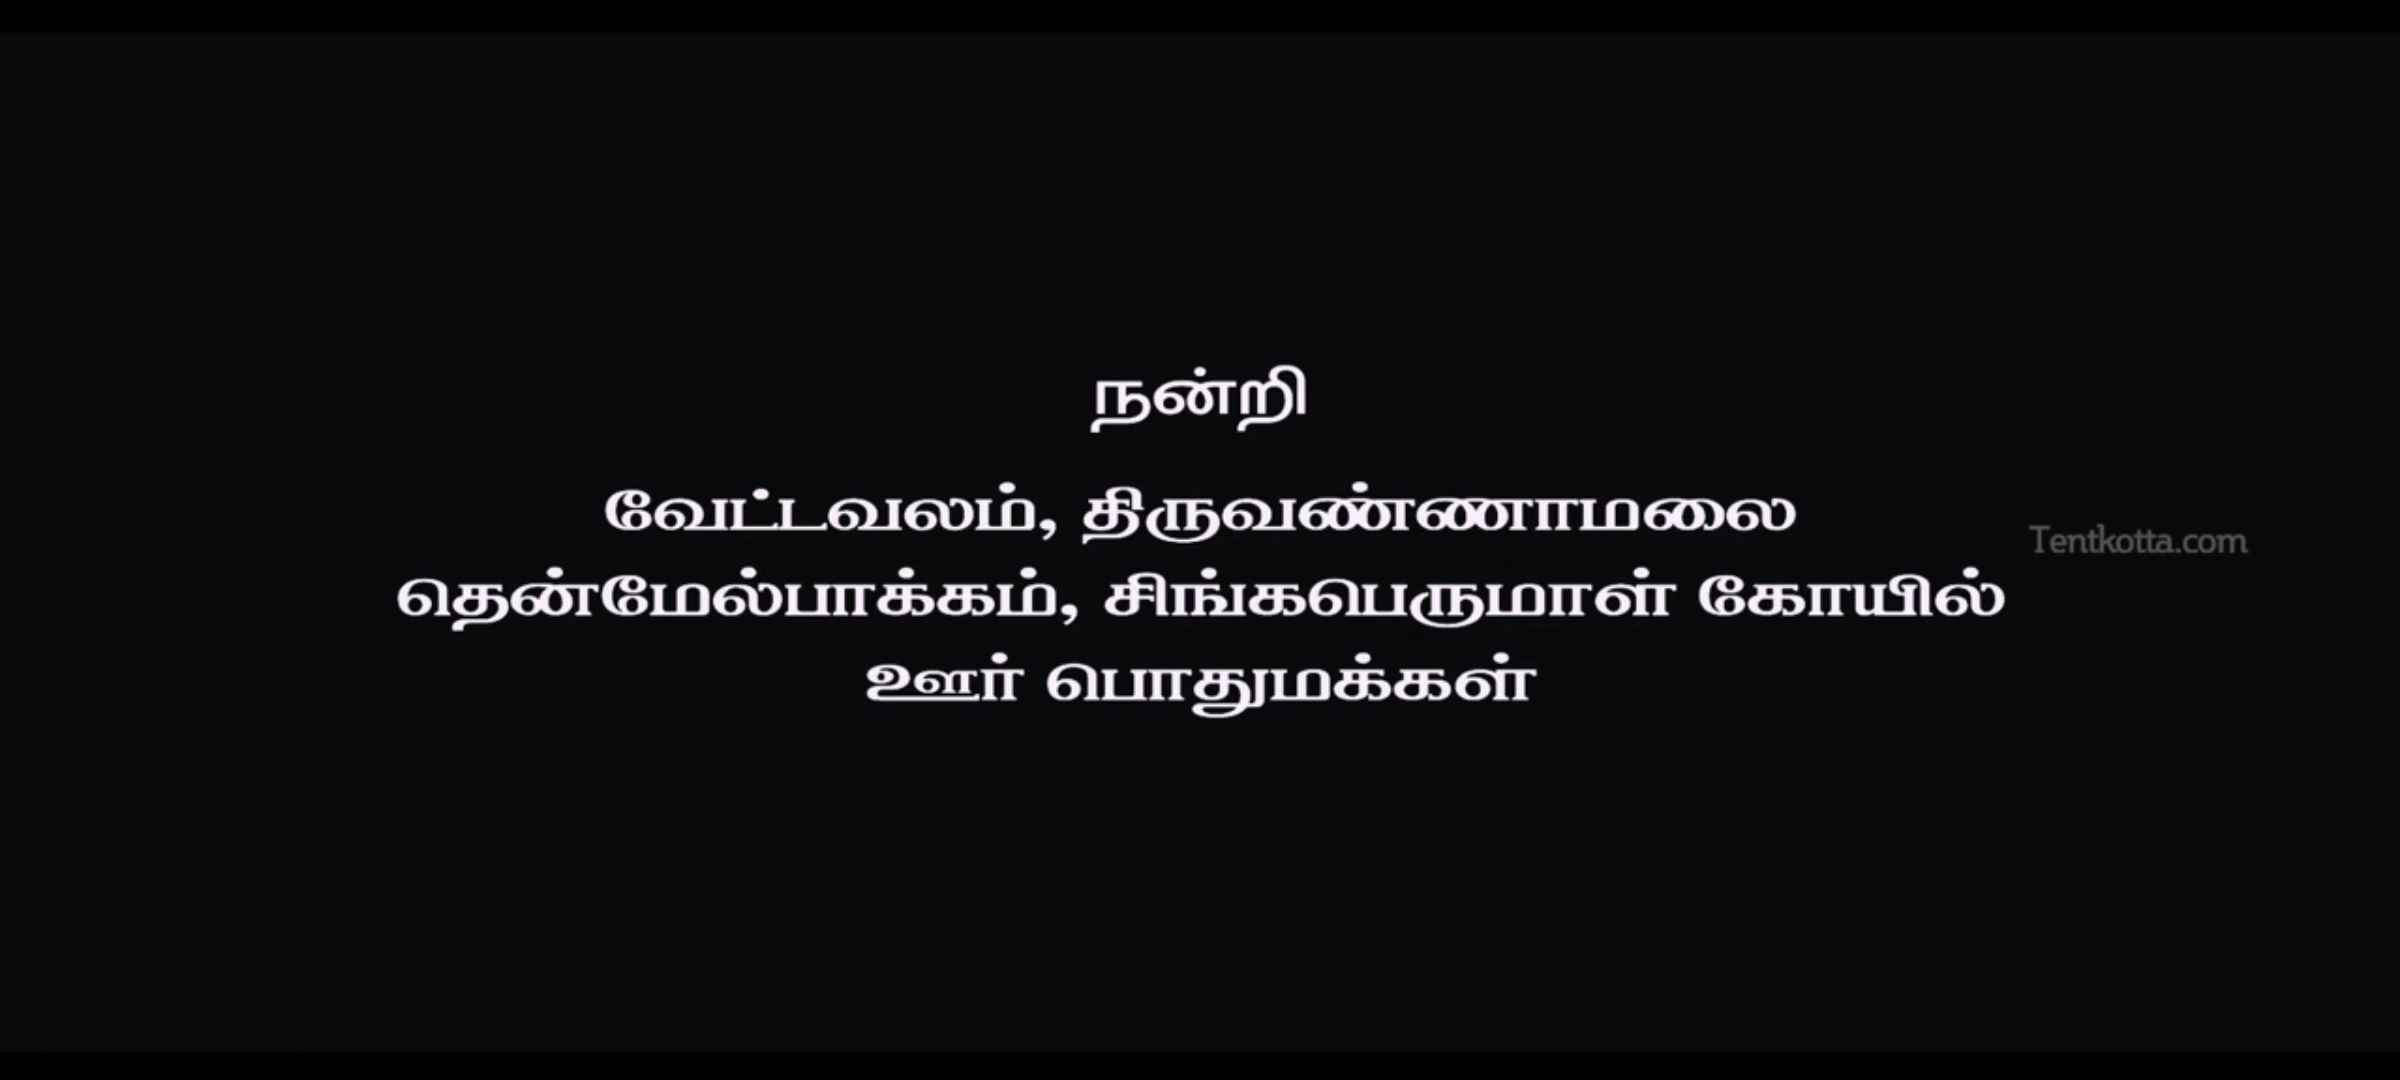 நன்றி
வேட்டவலம், திருவண்ணாமலை
Tentkotta.com
தென்மேல்பாக்கம், சிங்கபெருமாள் கோயில்
ஊர் பொதுமக்கள்